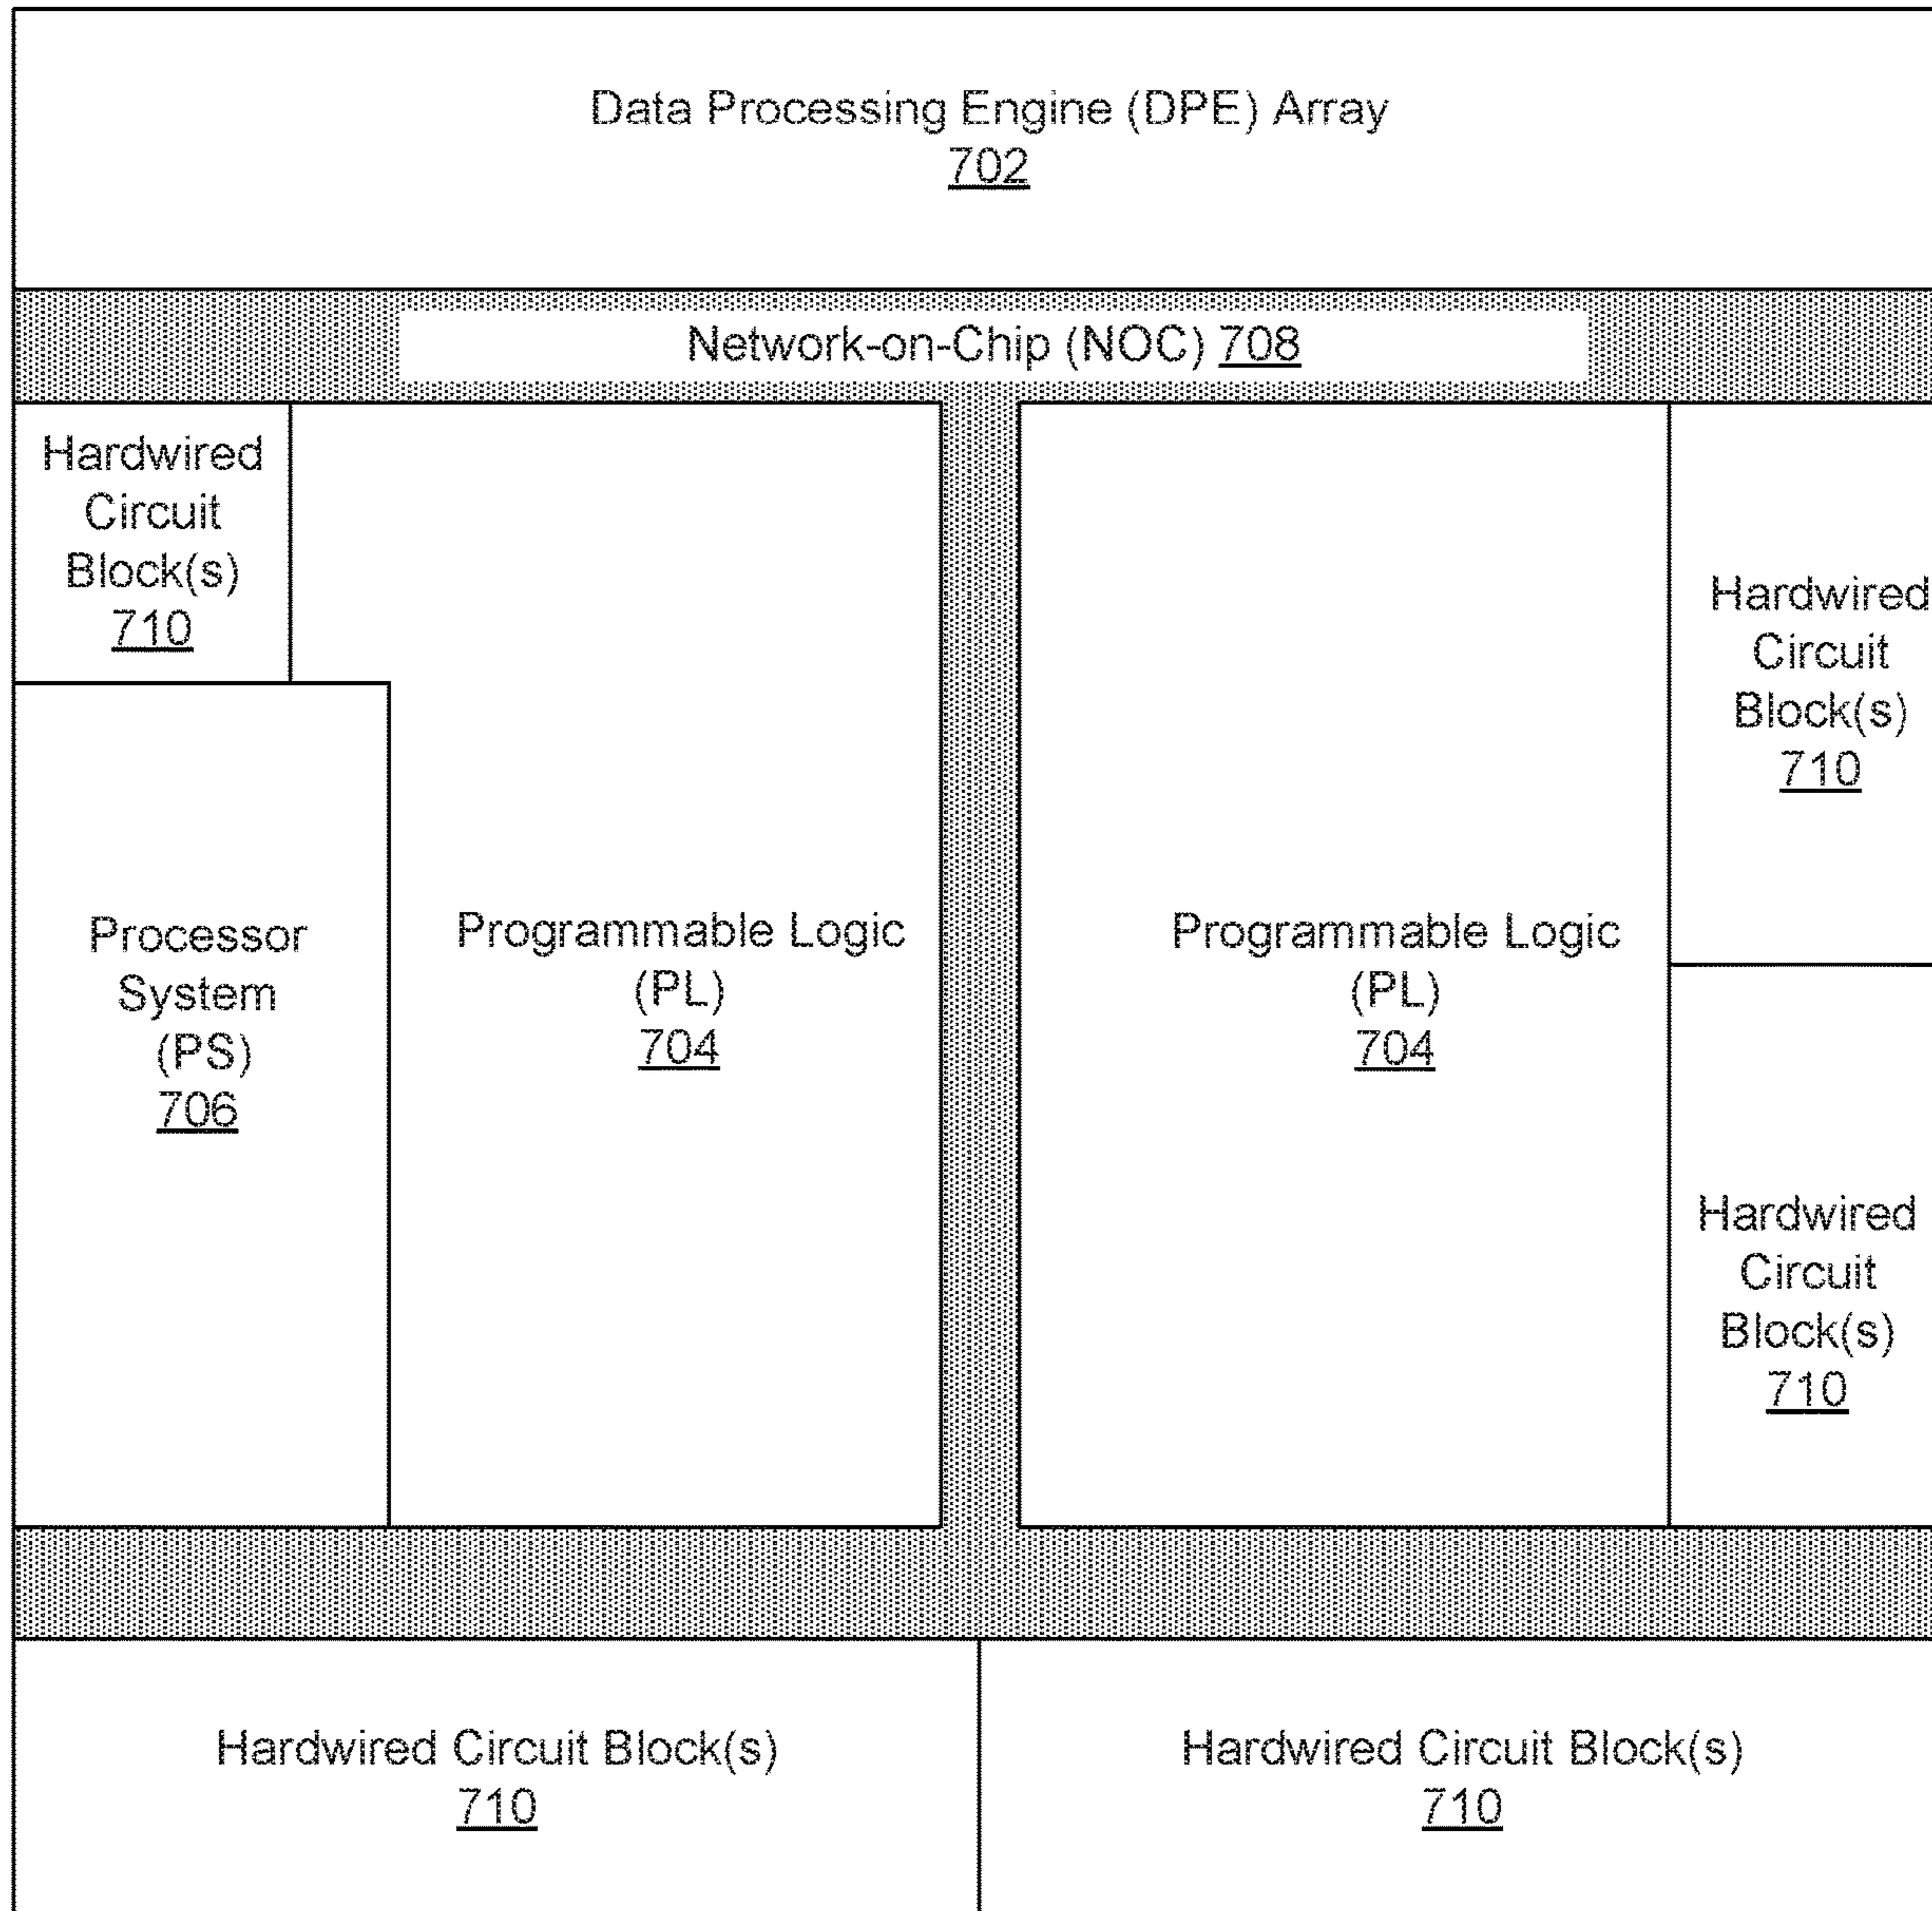 Data Processing Engine (DPE) Array
702
Network-on-Chip (NOC) 708
Hardwired
Circuit
Block(s)
710
Processor
System
(PS)
706
Programmable Logic
(PL)
704
Programmable Logic
(PL)
704
Hardwired
Circuit
Block(s)
710
Hardwired
Circuit
Block(s)
710
Hardwired Circuit Block(s)
710
Hardwired Circuit Block(s)
710